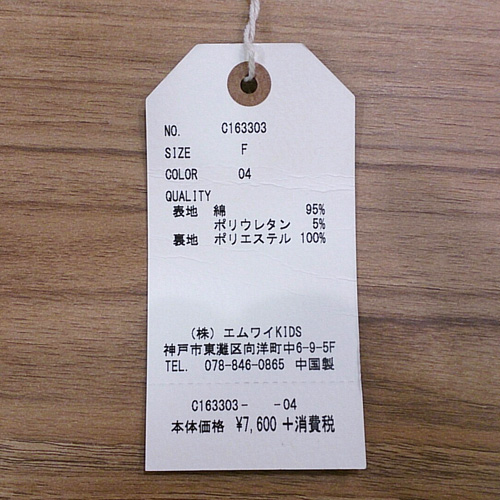 NO. C163303
SIZE F
COLOR 04
QUALITY
表地 綿 95%
ポリウレタン 5%
裏地 ポリエステル 100%
(株) エムワイKIDS
神戸市東灘区向洋町中6-9-5F
TEL. 078-846-0865 中国製
C163303- -04
本体価格 ¥7,600 +消費税